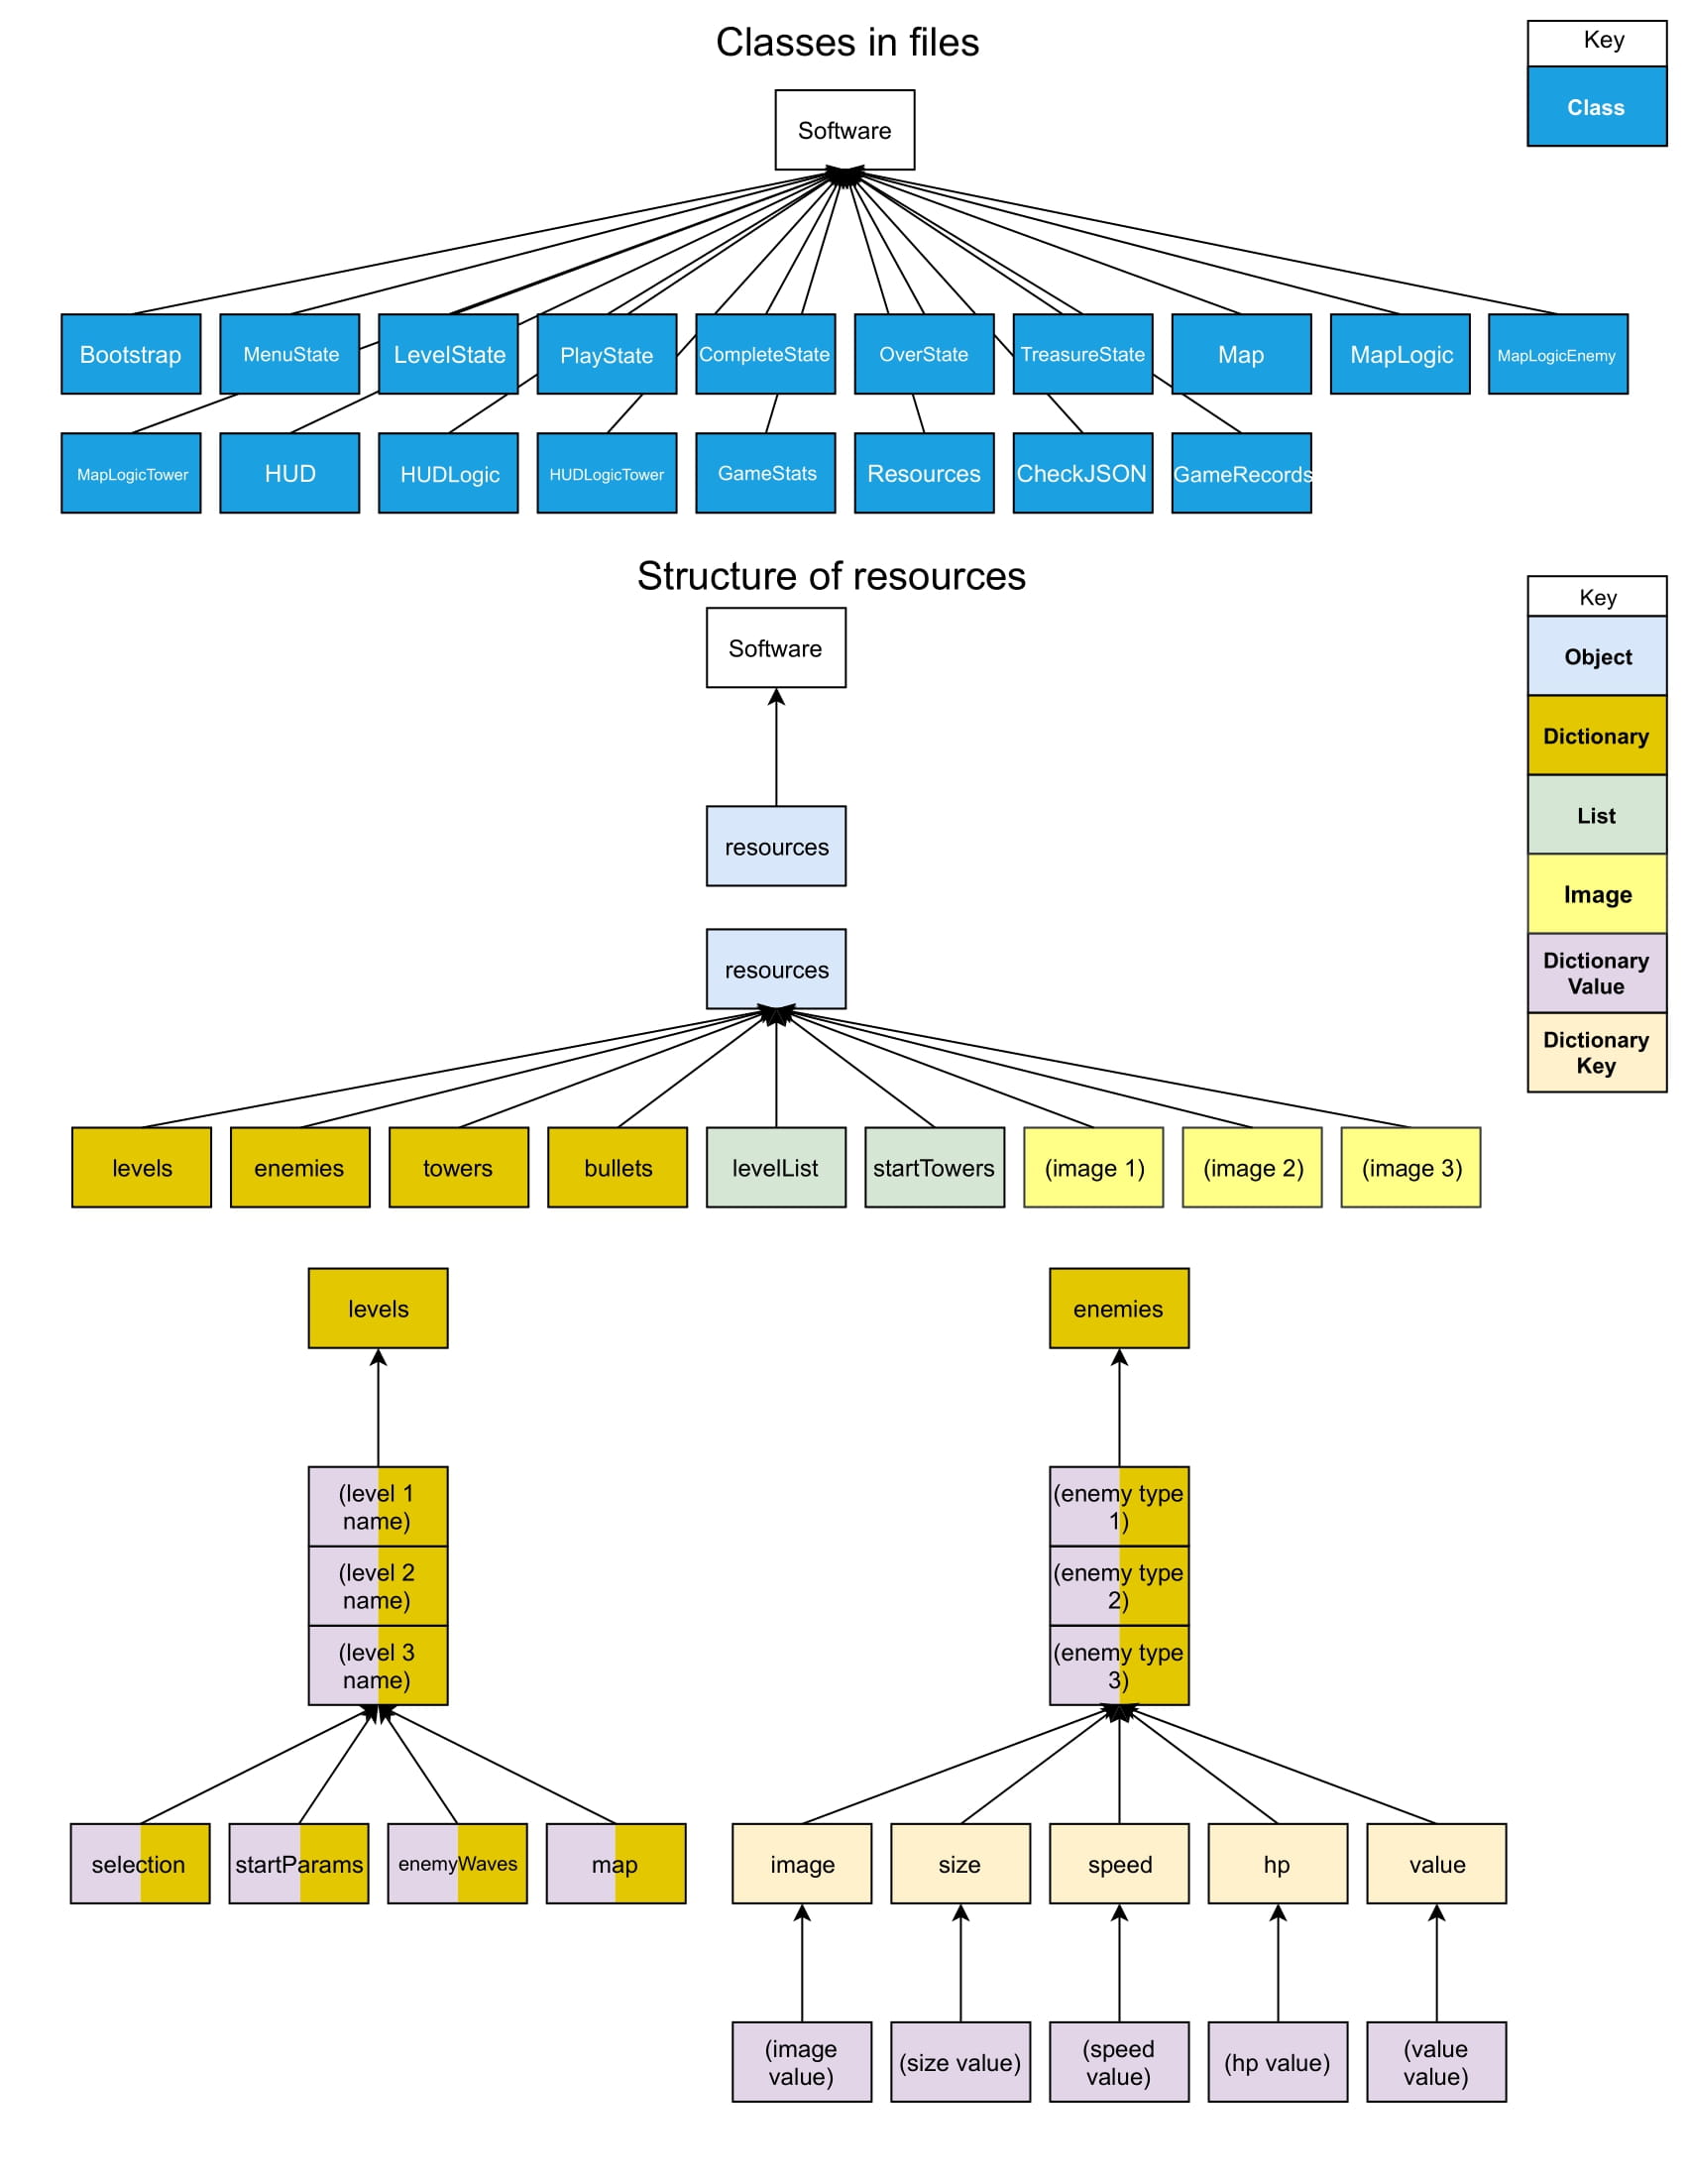 Classes in files
Key
Class
Software
Bootstrap
MenuState
LevelState
PlayState
CompleteState
OverState
TreasureState
Map
MapLogic
MapLogicEnemy
MapLogicTower
HUD
HUDLogic
HUDLogicTower
GameStats
Resources
CheckJSON
GameRecords
Structure of resources
Key
Object
Dictionary
List
Image
Dictionary
Value
Dictionary
Key
Software
resources
resources
levels
enemies
towers
bullets
levelList
startTowers
(image 1)
(image 2)
(image 3)
levels
(level 1
name)
(level 2
name)
(level 3
name)
selection
startParams
enemyWaves
map
enemies
(enemy type
1)
(enemy type
2)
(enemy type
3)
image
size
speed
hp
value
(image
value)
(size value)
(speed
value)
(hp value)
(value
value)